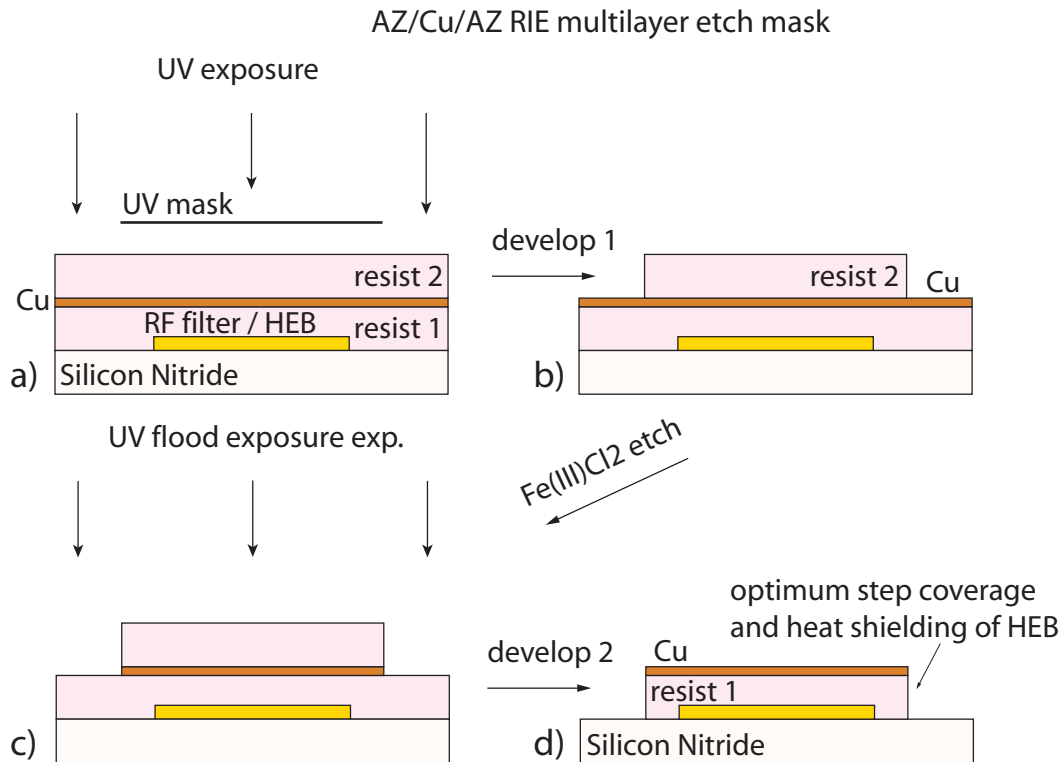 AZ/Cu/AZ RIE multilayer etch mask
UV exposure
UV mask
resist 2
Cu
RF filter / HEB
resist 1
a)
Silicon Nitride
develop 1
resist 2
Cu
b)
UV flood exposure exp.
Fe(III)Cl2 etch
c)
develop 2
optimum step coverage
and heat shielding of HEB
Cu
resist 1
d)
Silicon Nitride